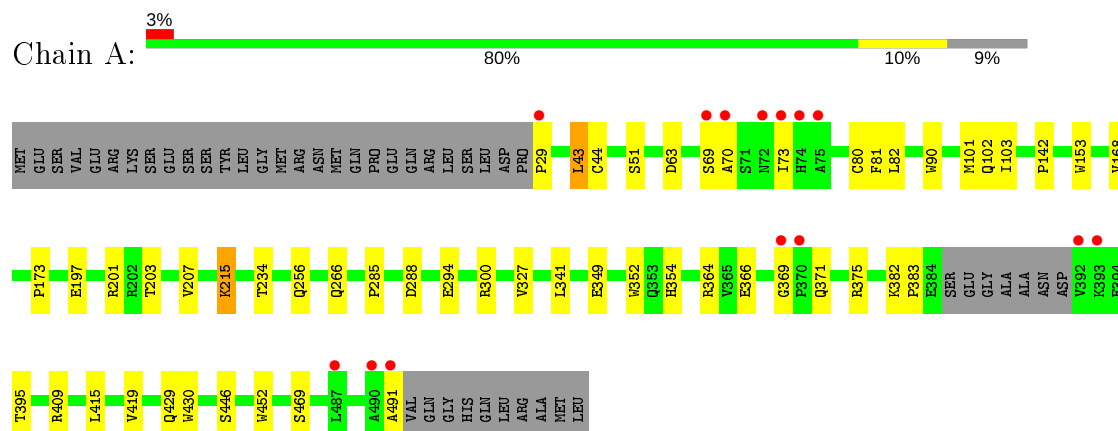 3%
Chain A:
80% 10% 9%
MET GLU SER VAL GLU ARG LYS SER GLU SER SER TYR LEU GLY MET ARG ASN MET GLN PRO GLU GLN ARG LEU SER LEU ASP PRO P29 L43 C44 S51 D63 S69 A70 S71 N72 I73 H74 A75 C80 F81 L82 W90 M101 Q102 I103 P142 W153 V168
P173 E197 R201 R202 T203 V207 K215 T234 Q256 Q266 P285 D288 E294 R300 V327 L341 E349 W352 Q353 H354 R364 V365 E366 G369 P370 Q371 R375 K382 P383 E384 SER GLU GLY ALA ALA ASN ASP V392 K393 E394
T395 R409 L415 V419 Q429 W430 S446 W452 S469 L487 A490 A491 VAL GLN GLY HIS GLN LEU ARG ALA MET LEU